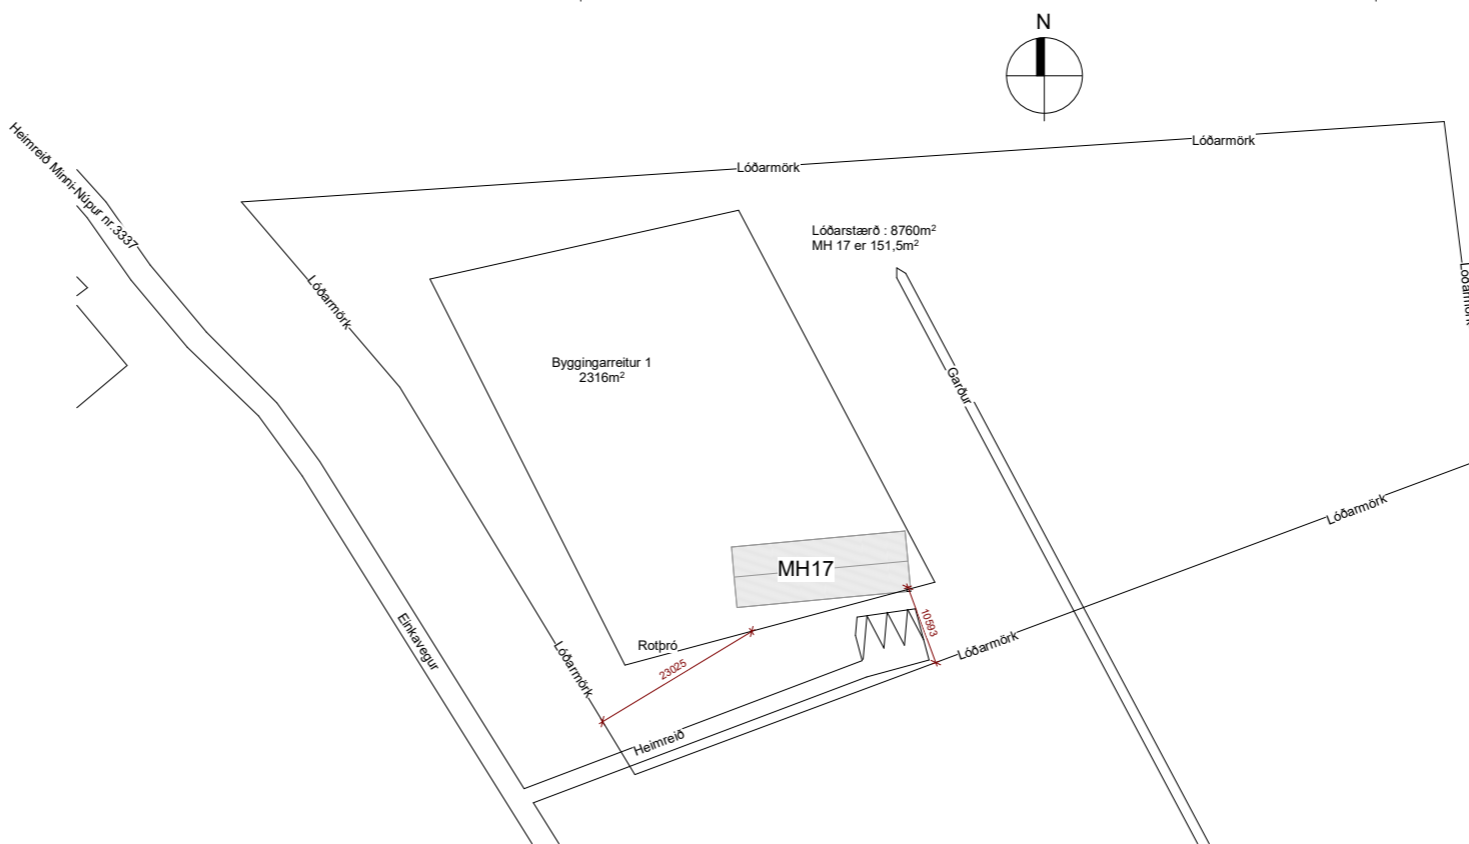 N
Heimreið Minni-Núpur nr.3337
Lóðarmörk
Lóðarmörk
Lóðarstærð : 8760m²
MH 17 er 151,5m²
Lóðarmörk
Lóðarmörk
Byggingarreitur 1
2316m²
Garður
Lóðarmörk
MH17
10593
Rotþró
Lóðarmörk
Einkavegur
Lóðarmörk
23025
Heimreið